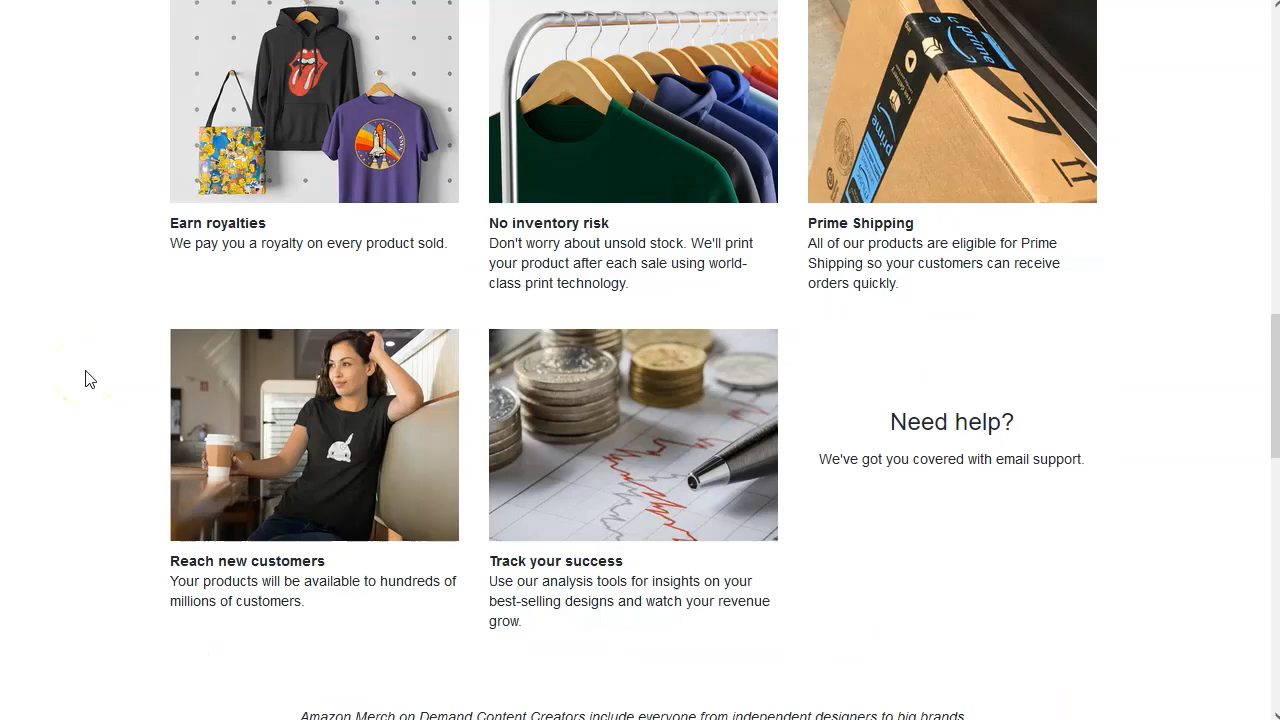 prime
prime
Earn royalties
We pay you a royalty on every product sold.
No inventory risk
Don't worry about unsold stock. We'll print
your product after each sale using world-
class print technology.
Prime Shipping
All of our products are eligible for Prime
Shipping so your customers can receive
orders quickly.
Need help?
We've got you covered with email support.
Reach new customers
Your products will be available to hundreds of
millions of customers.
Track your success
Use our analysis tools for insights on your
best-selling designs and watch your revenue
grow.
Amazon Merch on Demand Content Creators include everyone from independent designers to big brands